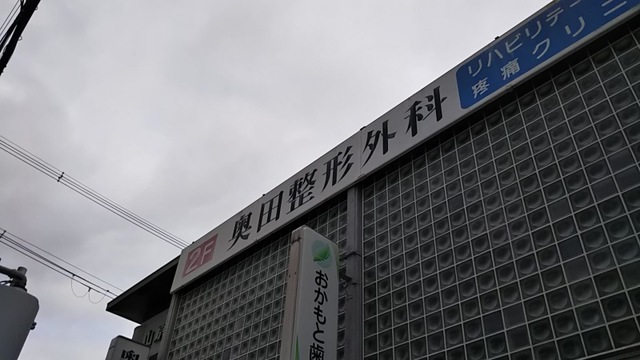 2F 奥田整形外科
リハビリテー
疼痛クリニ
おかもと歯
奥